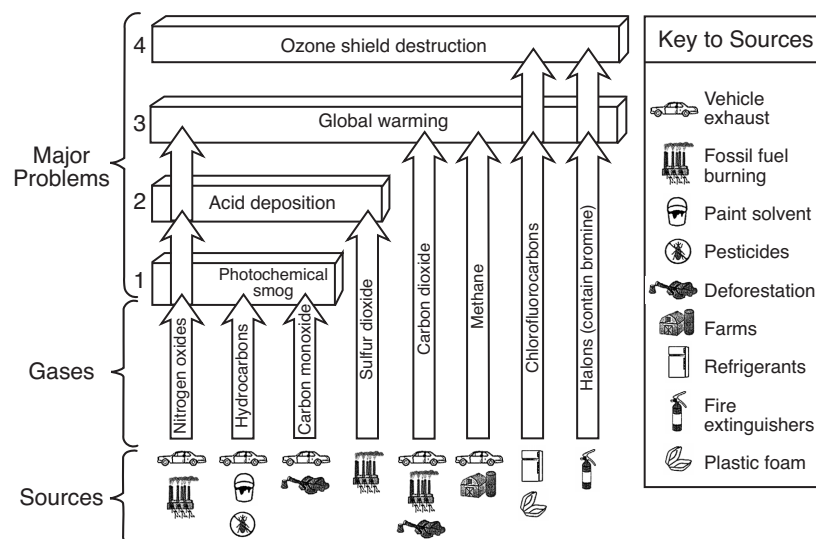 4
Ozone shield destruction
3
Global warming
Major
Problems
2
Acid deposition
1
Photochemical
smog
Gases
Nitrogen oxides
Hydrocarbons
Carbon monoxide
Sulfur dioxide
Carbon dioxide
Methane
Chlorofluorocarbons
Halons (contain bromine)
Sources
Key to Sources
Vehicle
exhaust
Fossil fuel
burning
Paint solvent
Pesticides
Deforestation
Farms
Refrigerants
Fire
extinguishers
Plastic foam